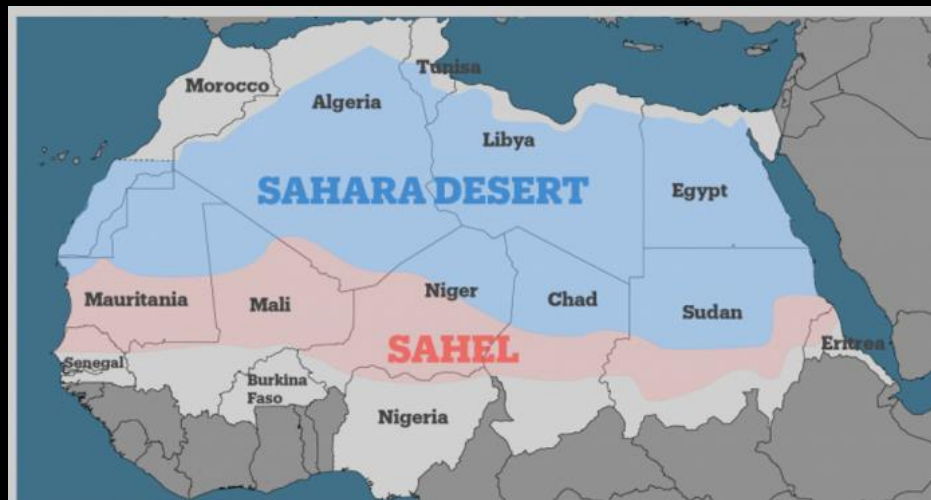 Morocco
Tunisa
Algeria
Libya
Egypt
SAHARA DESERT
Mauritania
Mali
Niger
Chad
Sudan
SAHEL
Senegal
Eritrea
Burkina
Faso
Nigeria